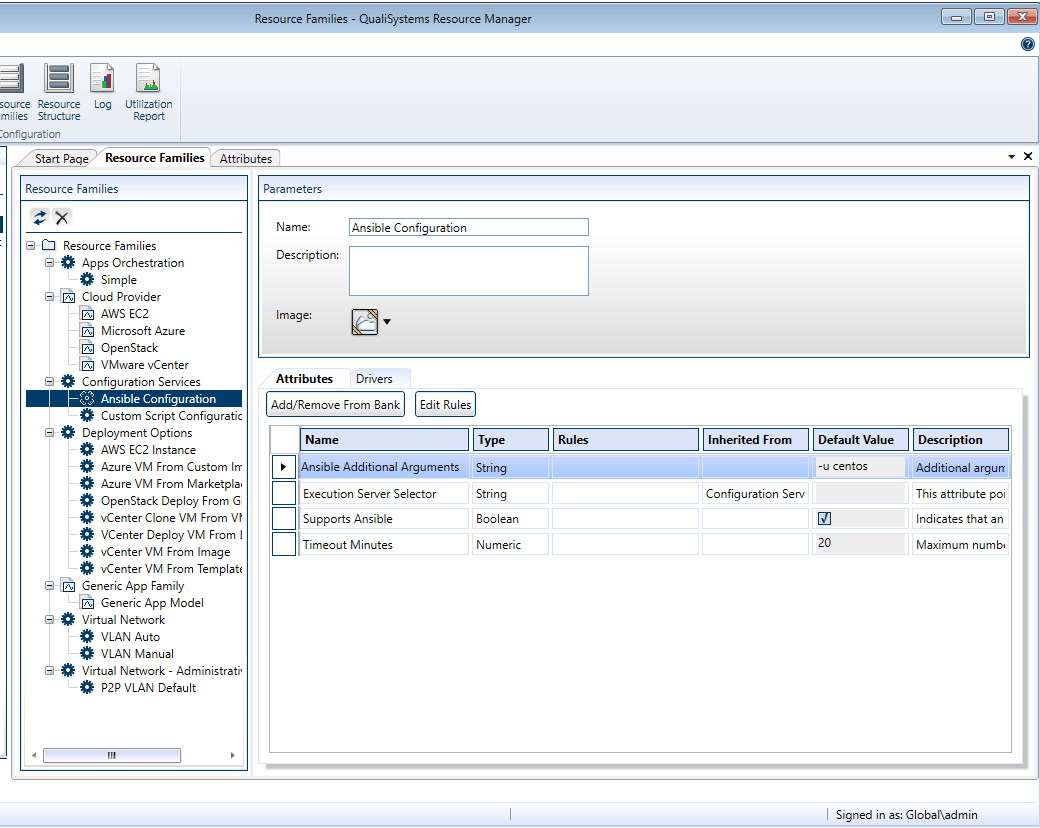 Resource Families - QualiSystems Resource Manager
source Resource Log Utilization
milies Structure Report
Configuration
Start Page Resource Families Attributes
Resource Families
Resource Families
Apps Orchestration
Simple
Cloud Provider
AWS EC2
Microsoft Azure
OpenStack
VMware vCenter
Configuration Services
Ansible Configuration
Custom Script Configuratic
Deployment Options
AWS EC2 Instance
Azure VM From Custom Im
Azure VM From Marketplac
OpenStack Deploy From G
vCenter Clone VM From VM
VCenter Deploy VM From L
vCenter VM From Image
vCenter VM From Template
Generic App Family
Generic App Model
Virtual Network
VLAN Auto
VLAN Manual
Virtual Network - Administrativ
P2P VLAN Default
Parameters
Name: Ansible Configuration
Description:
Image:
Attributes Drivers
Add/Remove From Bank Edit Rules
Name Type Rules Inherited From Default Value Description
Ansible Additional Arguments String -u centos Additional argum
Execution Server Selector String Configuration Serv This attribute poi
Supports Ansible Boolean Indicates that an
Timeout Minutes Numeric 20 Maximum numbe
Signed in as: Global\admin